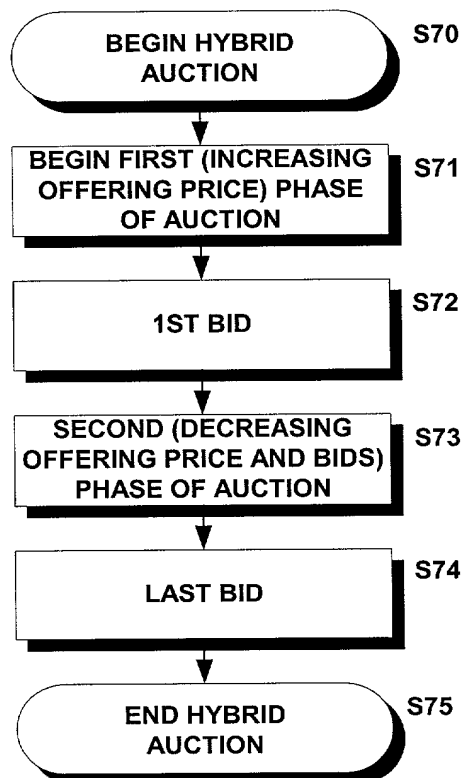 BEGIN HYBRID
AUCTION
S70
BEGIN FIRST (INCREASING
OFFERING PRICE) PHASE
OF AUCTION
S71
1ST BID
S72
SECOND (DECREASING
OFFERING PRICE AND BIDS)
PHASE OF AUCTION
S73
LAST BID
S74
END HYBRID
AUCTION
S75